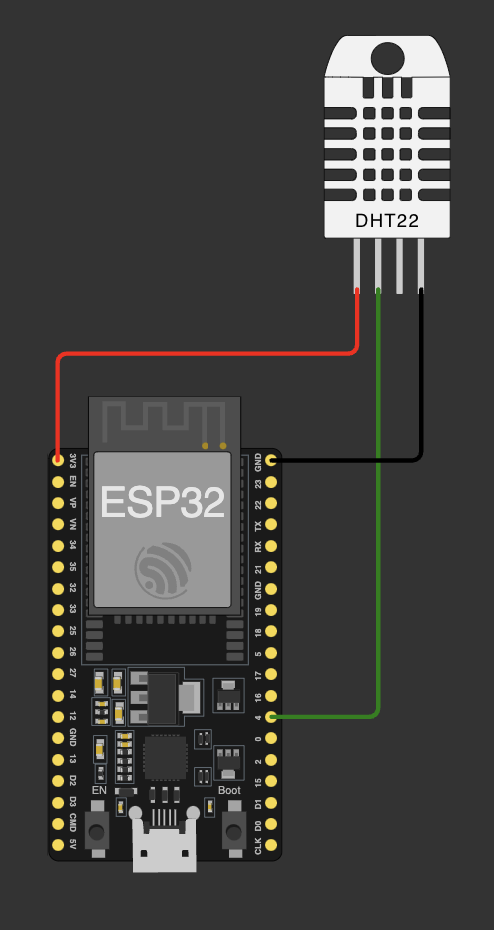 DHT22
ESP32
3V3
EN
VP
VN
34
35
32
33
25
26
27
14
12
GND
13
D2
D3
CMD
5V
GND
23
22
TX
RX
21
GND
19
18
5
17
16
4
0
2
15
D1
D0
CLK
EN
Boot